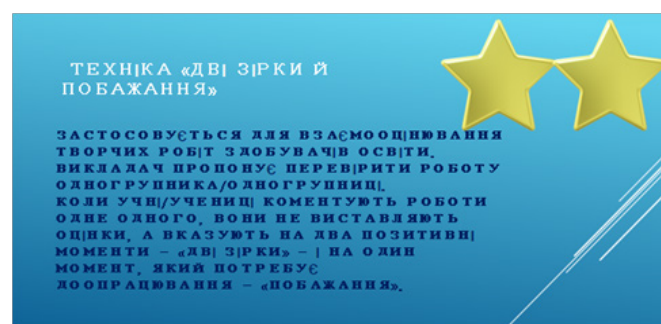 ТЕХНІКА «ДВІ ЗІРКИ Й
ПОБАЖАННЯ»
ЗАСТОСОВУЄТЬСЯ ДЛЯ ВЗАЄМООЦІНЮВАННЯ
ТВОРЧИХ РОБІТ ЗДОБУВАЧІВ ОСВІТИ.
ВИКЛАДАЧ ПРОПОНУЄ ПЕРЕВІРИТИ РОБОТУ
ОДНОГРУПНИКА/ОДНОГРУПНИЦІ.
КОЛИ УЧНІ/УЧЕНИЦІ КОМЕНТУЮТЬ РОБОТИ
ОДНЕ ОДНОГО, ВОНИ НЕ ВИСТАВЛЯЮТЬ
ОЦІНКИ, А ВКАЗУЮТЬ НА ДВА ПОЗИТИВНІ
МОМЕНТИ – «ДВІ ЗІРКИ» – І НА ОДИН
МОМЕНТ, ЯКИЙ ПОТРЕБУЄ
ДООПРАЦЮВАННЯ – «ПОБАЖАННЯ».